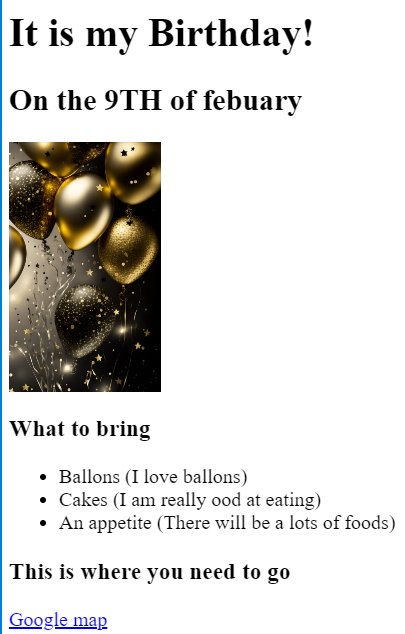 It is my Birthday!
On the 9TH of febuary
What to bring
Ballons (I love ballons)
Cakes (I am really ood at eating)
An appetite (There will be a lots of foods)
This is where you need to go
Google map